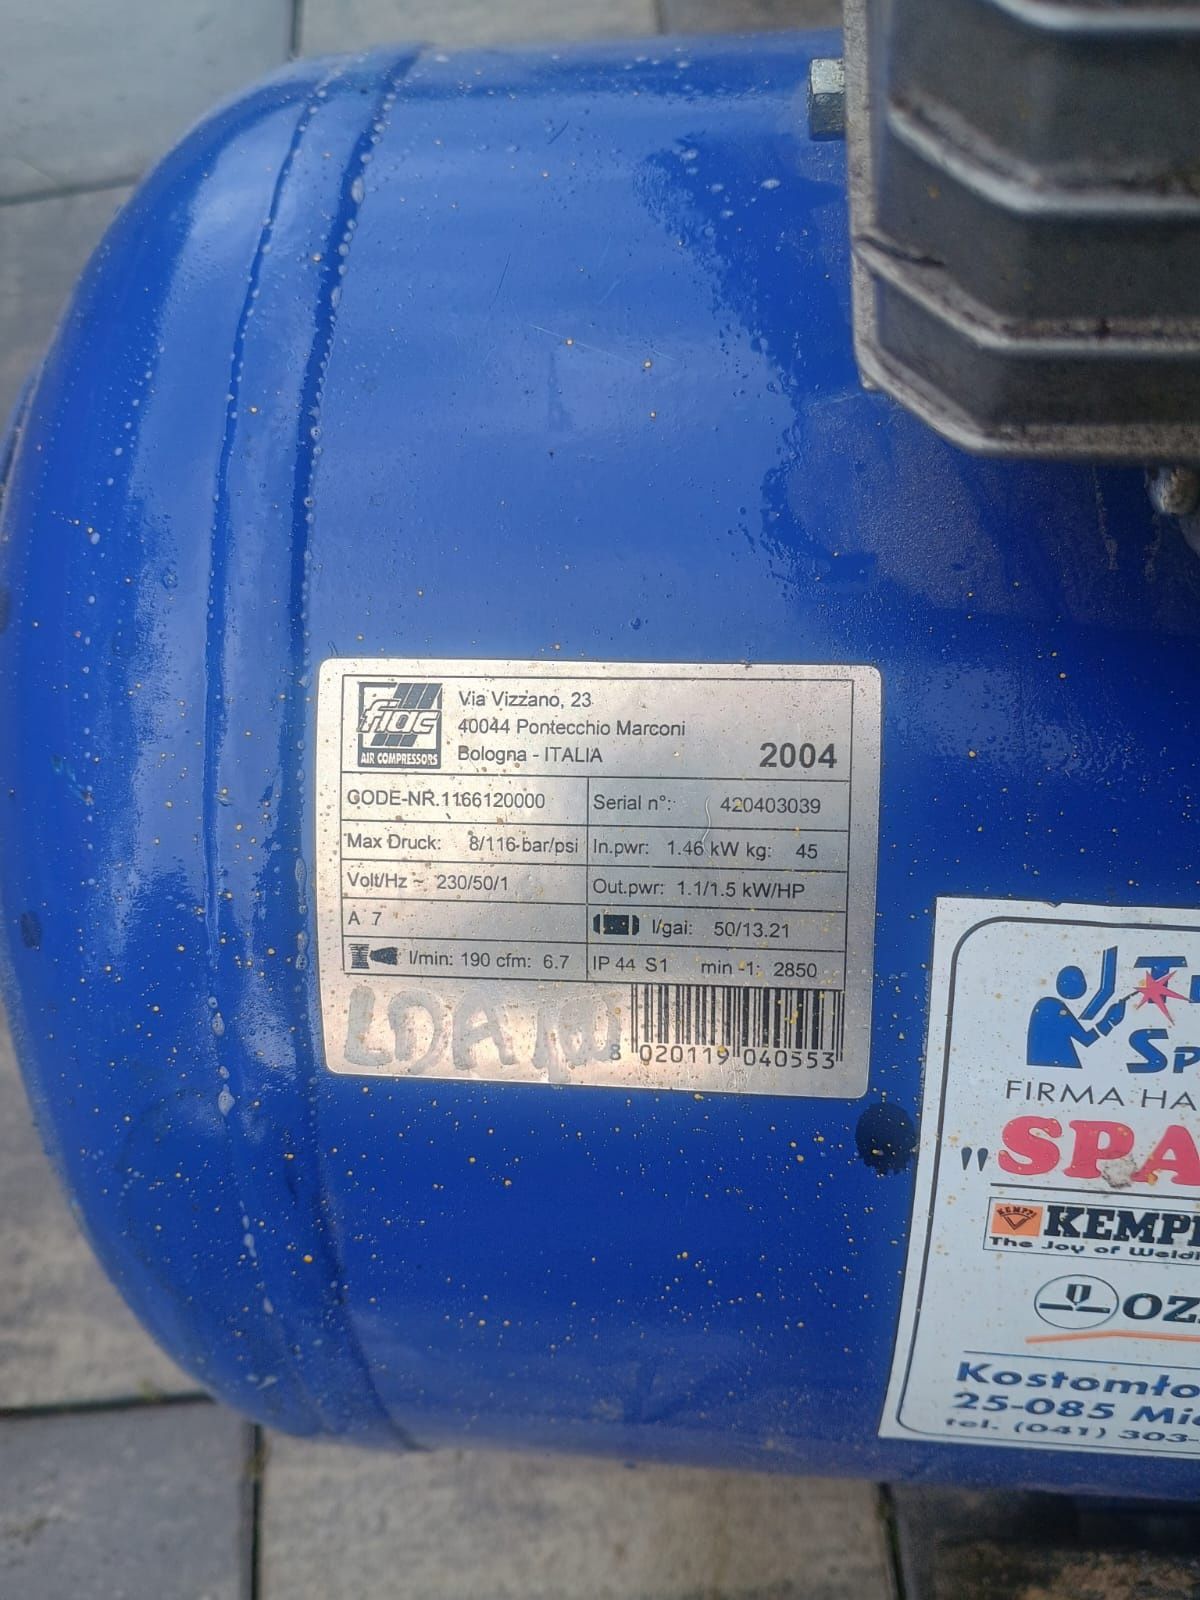 fiac
AIR COMPRESSORS
Via Vizzano, 23
40044 Pontecchio Marconi
Bologna - ITALIA
2004
CODE-NR.1166120000
Serial n°: 420403039
Max Druck: 8/116 bar/psi
In.pwr: 1.46 kW kg: 45
Volt/Hz ~ 230/50/1
Out.pwr: 1.1/1.5 kW/HP
A 7
l/gal: 50/13.21
l/min: 190 cfm: 6.7
IP 44 S1 min -1: 2850
8 020119 040553
T
SP
FIRMA HA
"SPA
KEMPPI
KEMP
The Joy of Weldi
OZ
Kostomło
25-085 Mie
tel. (041) 303-